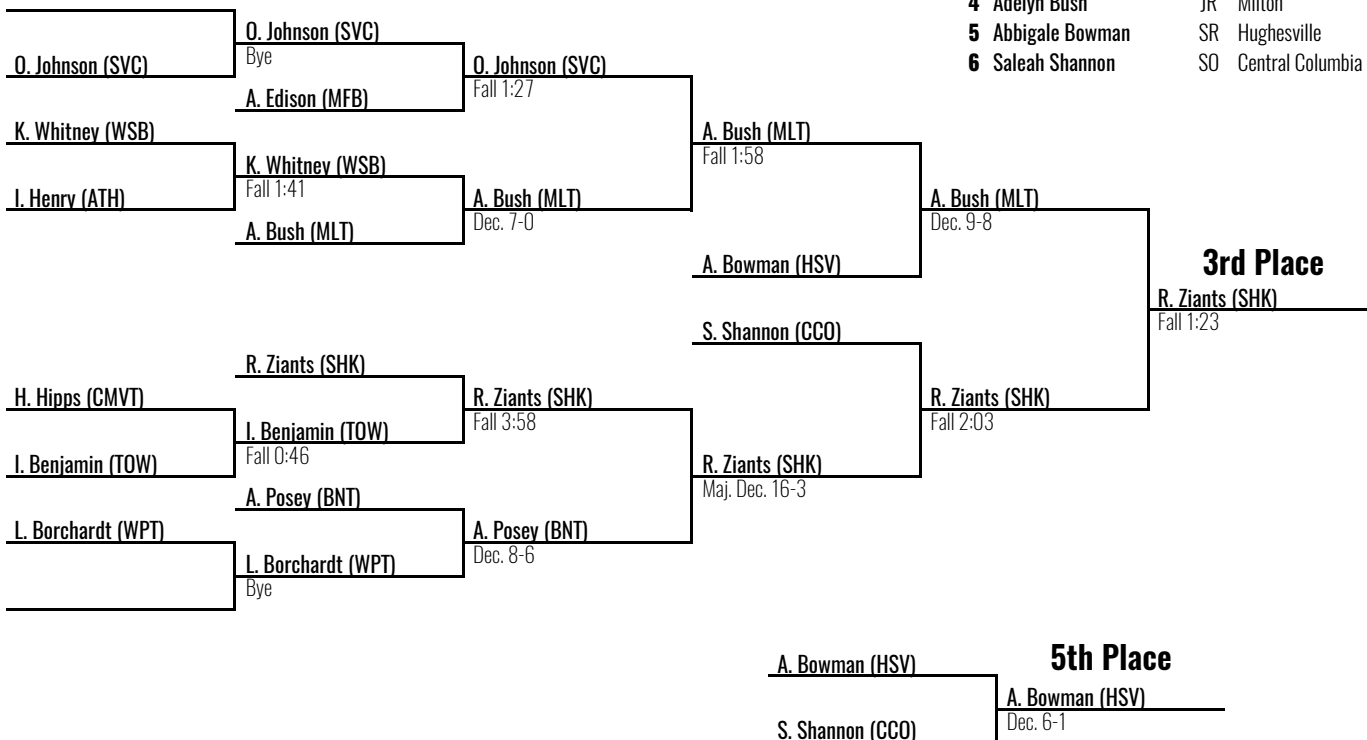 4 Adelyn Bush JR Milton
5 Abbigale Bowman SR Hughesville
6 Saleah Shannon SO Central Columbia
O. Johnson (SVC)
Bye
O. Johnson (SVC)
O. Johnson (SVC)
Fall 1:27
A. Edison (MFB)
K. Whitney (WSB)
A. Bush (MLT)
Fall 1:58
K. Whitney (WSB)
Fall 1:41
I. Henry (ATH)
A. Bush (MLT)
Dec. 7-0
A. Bush (MLT)
Dec. 9-8
A. Bush (MLT)
A. Bowman (HSV)
3rd Place
R. Ziants (SHK)
Fall 1:23
S. Shannon (CCO)
R. Ziants (SHK)
H. Hipps (CMVT)
R. Ziants (SHK)
Fall 3:58
R. Ziants (SHK)
Fall 2:03
I. Benjamin (TOW)
Fall 0:46
I. Benjamin (TOW)
R. Ziants (SHK)
Maj. Dec. 16-3
A. Posey (BNT)
L. Borchardt (WPT)
A. Posey (BNT)
Dec. 8-6
L. Borchardt (WPT)
Bye
5th Place
A. Bowman (HSV)
A. Bowman (HSV)
Dec. 6-1
S. Shannon (CCO)